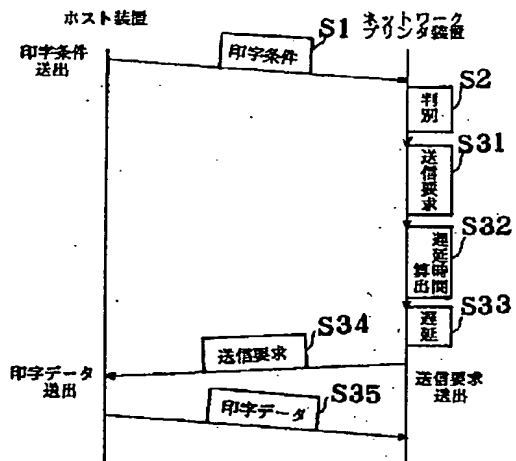 ホスト装置
ネットワーク
プリンタ装置
印字条件
送出
印字条件
S1
判別
S2
送信要求
S31
遅延時間
算出
S32
遅延
S33
送信要求
S34
送信要求
送出
印字データ
送出
印字データ
S35